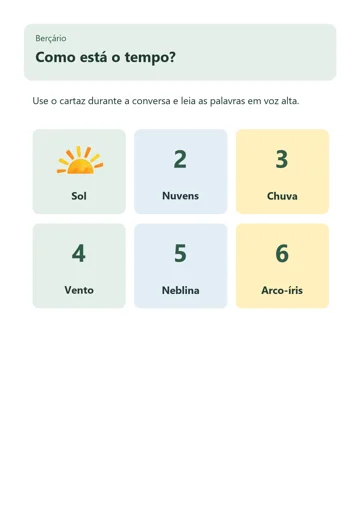 Berçário
Como está o tempo?
Use o cartaz durante a conversa e leia as palavras em voz alta.
Sol
2
Nuvens
3
Chuva
4
Vento
5
Neblina
6
Arco-íris